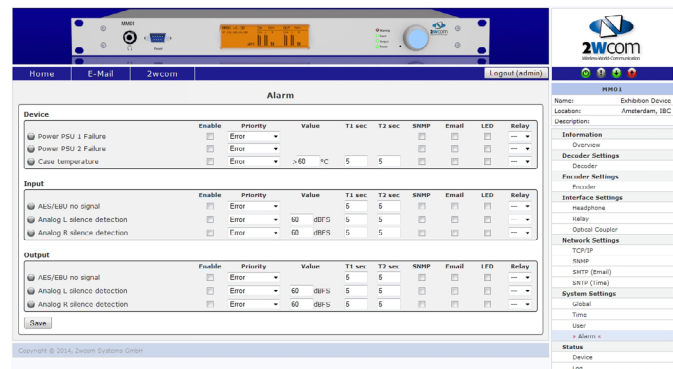 MM01
2wcom
2wcom
Wireless World Communication
Home E-Mail 2wcom Logout (admin)
Alarm
Device
Enable Priority Value T1 sec T2 sec SNMP Email LED Relay
Power PSU 1 Failure Error ---
Power PSU 2 Failure Error ---
Case temperature Error >60 °C 5 5 ---
Input
Enable Priority Value T1 sec T2 sec SNMP Email LED Relay
AES/EBU no signal Error 5 5 ---
Analog L silence detection Error 60 dBFS 5 5 ---
Analog R silence detection Error 60 dBFS 5 5 ---
Output
Enable Priority Value T1 sec T2 sec SNMP Email LED Relay
AES/EBU no signal Error 5 5 ---
Analog L silence detection Error 60 dBFS 5 5 ---
Analog R silence detection Error 60 dBFS 5 5 ---
Save
Copyright © 2014, 2wcom Systems GmbH
MM01
Name: Exhibition Device
Location: Amsterdam, IBC
Description:
Information
Overview
Decoder Settings
Decoder
Encoder Settings
Encoder
Interface Settings
Headphone
Relay
Optical Coupler
Network Settings
TCP/IP
SNMP
SMTP (Email)
SNTP (Time)
System Settings
Global
Time
User
» Alarm «
Status
Device
Log